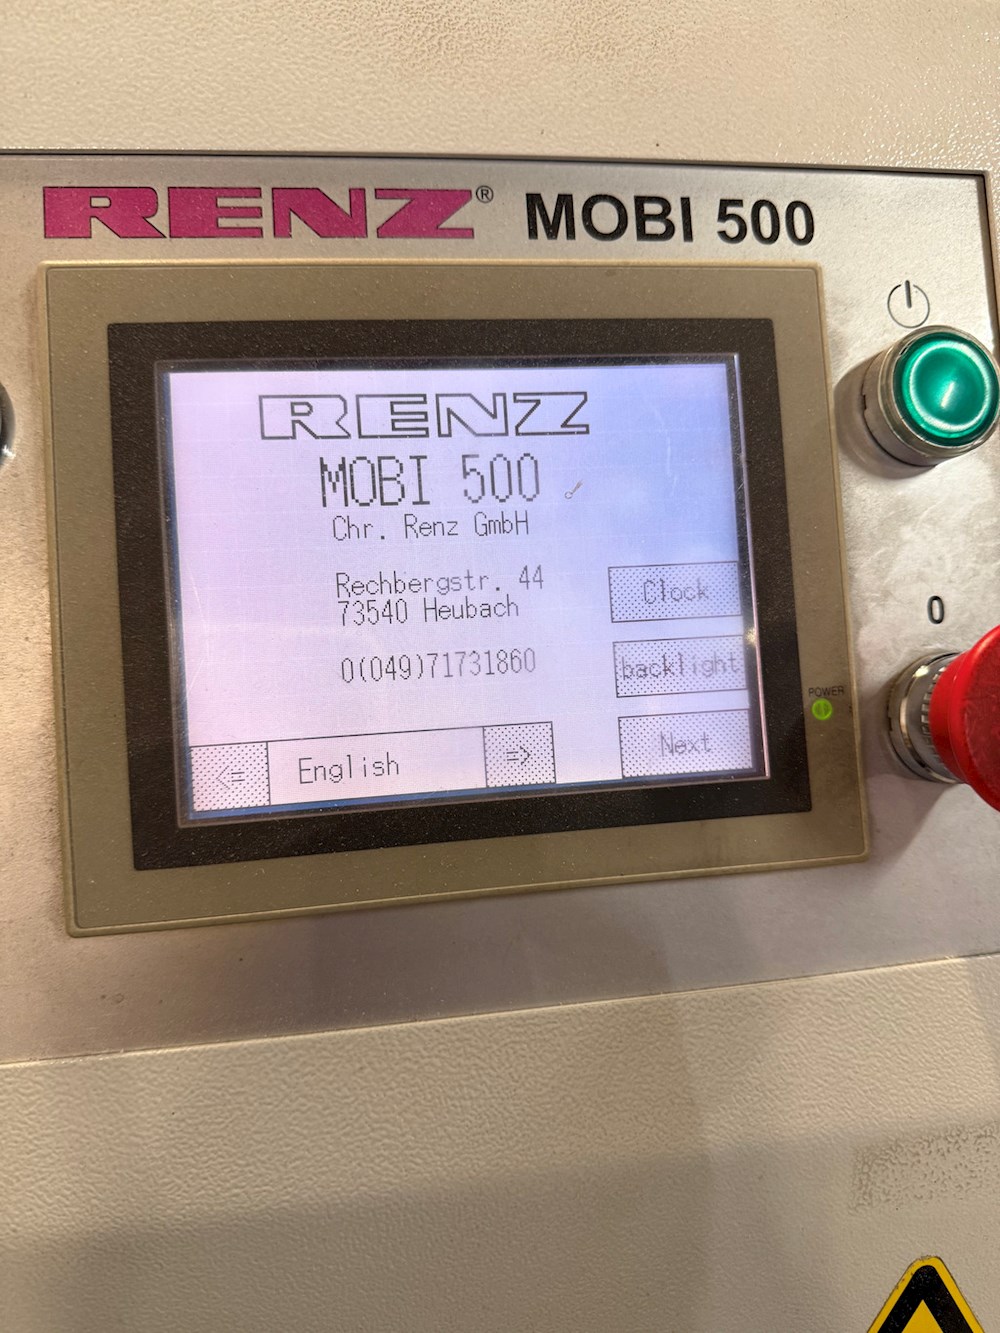 RENZ® MOBI 500
RENZ
MOBI 500
Chr. Renz GmbH
Rechbergstr. 44
73540 Heubach
0(049)71731860
Clock
backlight
Next
<= English =>
0
POWER